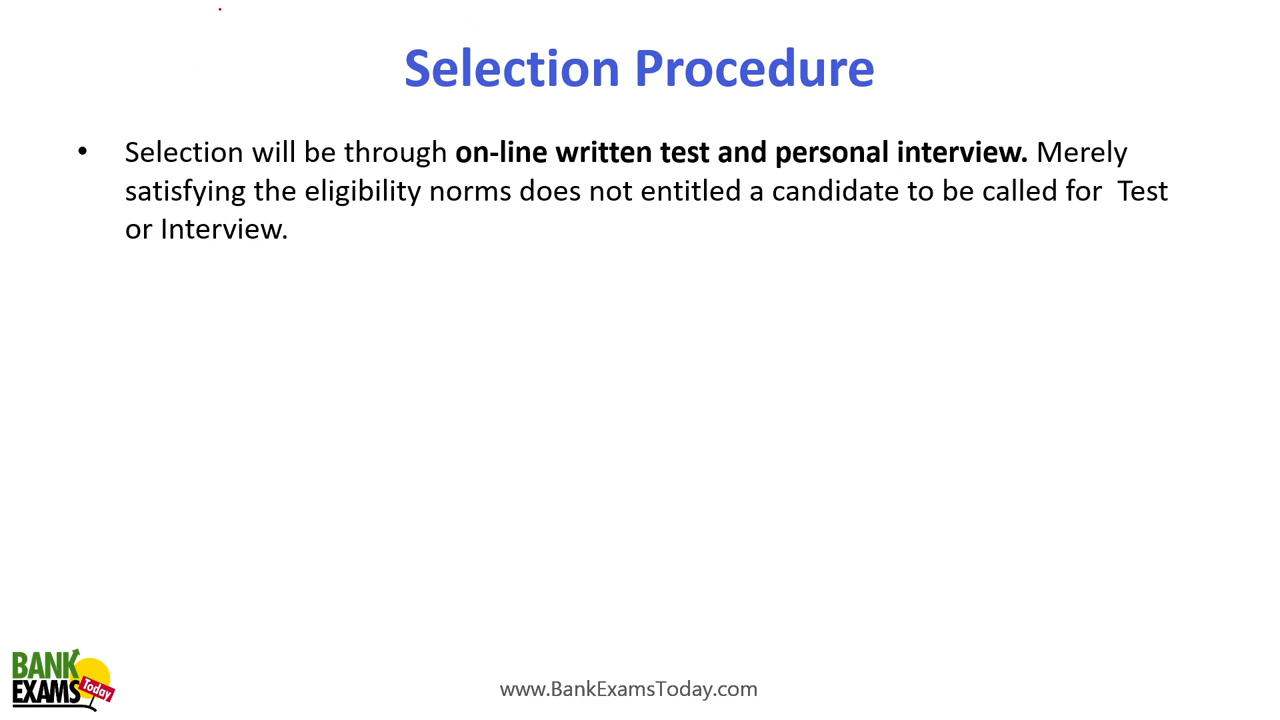 Selection Procedure
• Selection will be through on-line written test and personal interview. Merely
satisfying the eligibility norms does not entitled a candidate to be called for  Test
or Interview.
BANK
EXAMS Today
www.BankExamsToday.com